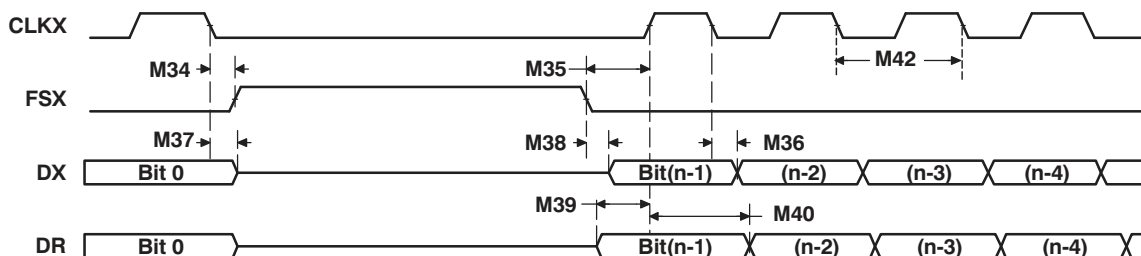 CLKX
M34 M35 M42
FSX
M37 M38 M36
DX Bit 0 Bit(n-1) (n-2) (n-3) (n-4)
M39 M40
DR Bit 0 Bit(n-1) (n-2) (n-3) (n-4)